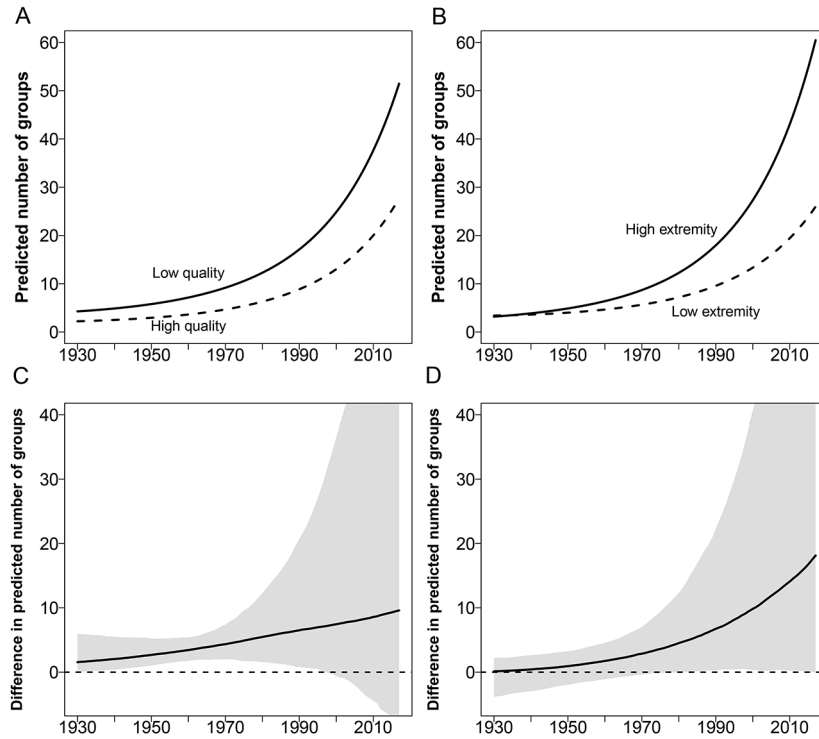 A
Predicted number of groups
60
50
40
30
20
10
0
Low quality
High quality
1930 1950 1970 1990 2010
B
Predicted number of groups
60
50
40
30
20
10
0
High extremity
Low extremity
1930 1950 1970 1990 2010
C
Difference in predicted number of groups
40
30
20
10
0
1930 1950 1970 1990 2010
D
Difference in predicted number of groups
40
30
20
10
0
1930 1950 1970 1990 2010